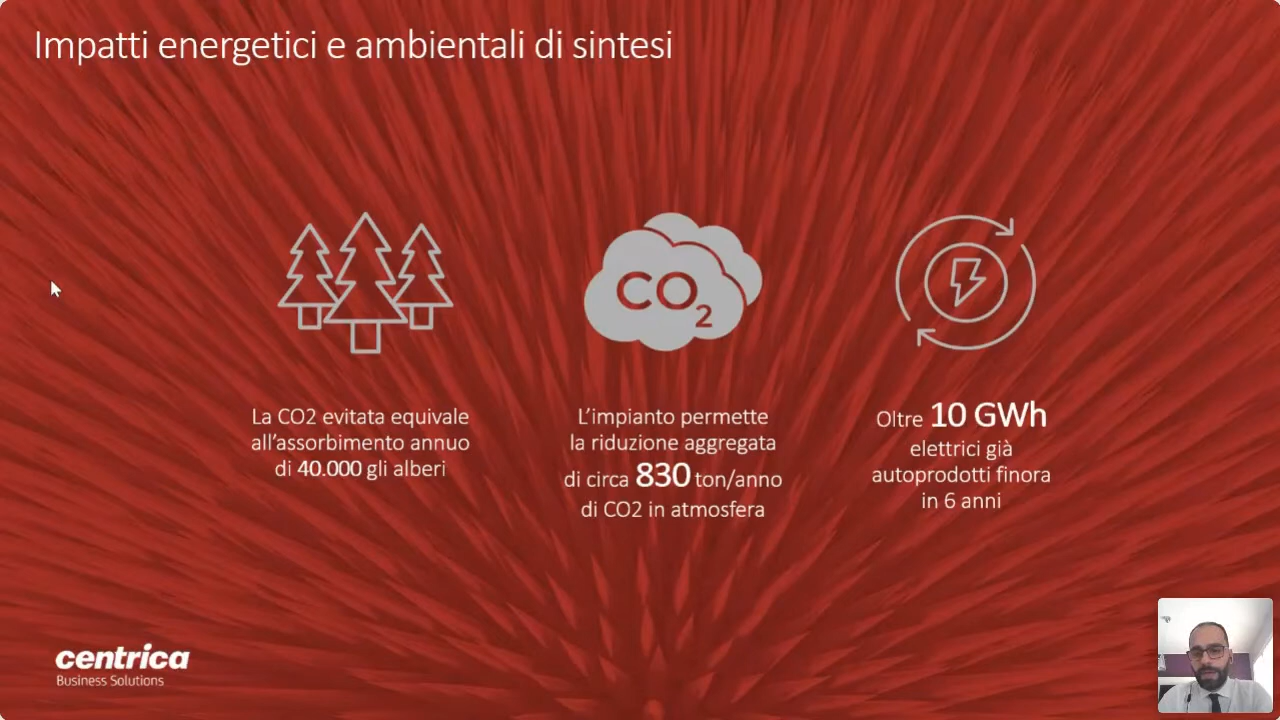 Impatti energetici e ambientali di sintesi
CO2
La CO2 evitata equivale
all’assorbimento annuo
di 40.000 gli alberi
L’impianto permette
la riduzione aggregata
di circa 830 ton/anno
di CO2 in atmosfera
Oltre 10 GWh
elettrici già
autoprodotti finora
in 6 anni
centrica
Business Solutions